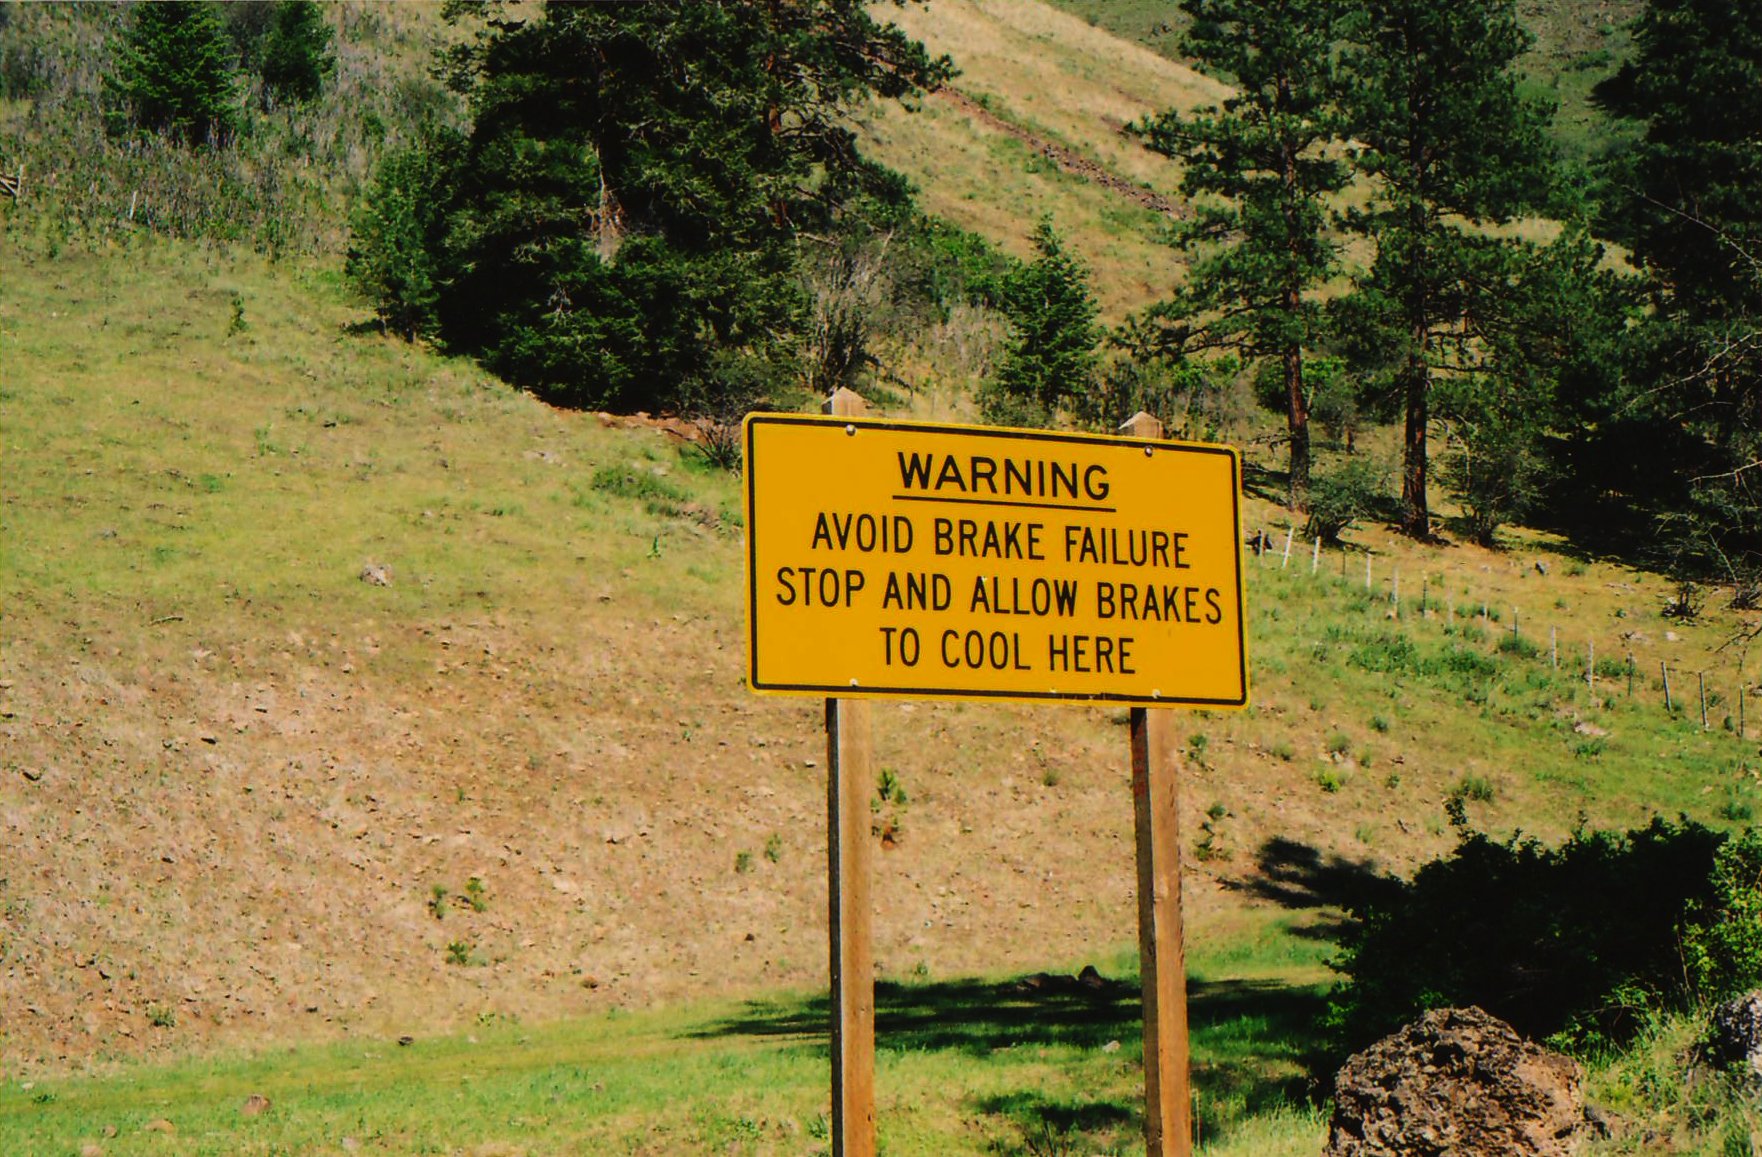 WARNING
AVOID BRAKE FAILURE
STOP AND ALLOW BRAKES
TO COOL HERE